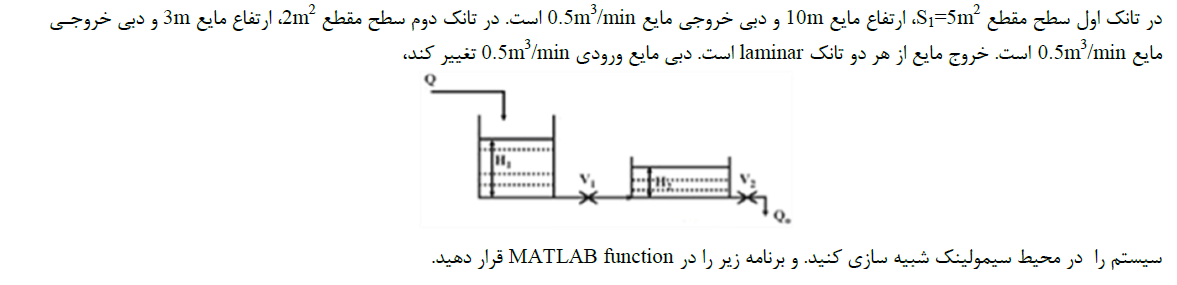 در تانک اول سطح مقطع S₁=5m²، ارتفاع مایع 10m و دبی خروجی مایع 0.5m³/min است. در تانک دوم سطح مقطع 2m²، ارتفاع مایع 3m و دبی خروجی
مایع 0.5m³/min است. خروج مایع از هر دو تانک laminar است. دبی مایع ورودی 0.5m³/min تغییر کند،
Q
H₁
V₁
H₂
V₂
Qₒ
سیستم را در محیط سیمولینک شبیه سازی کنید. و برنامه زیر را در MATLAB function قرار دهید.